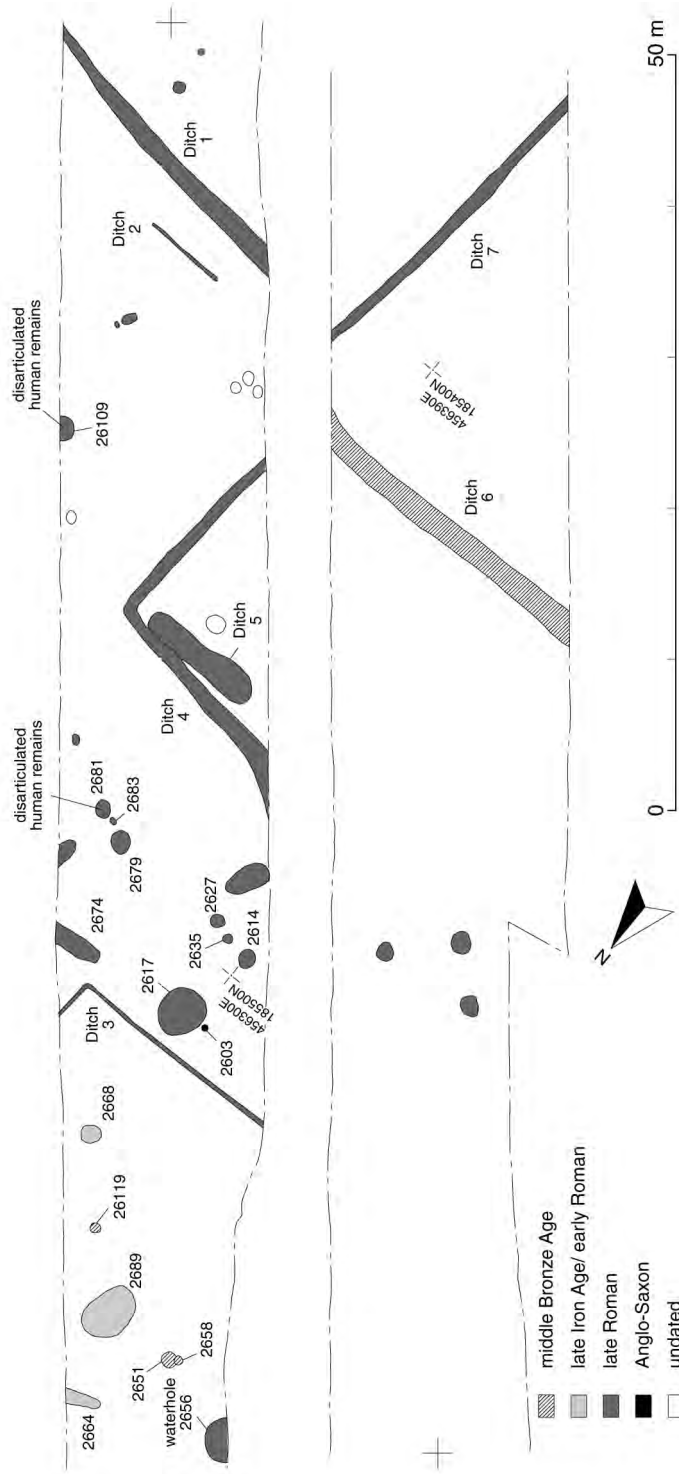 disarticulated
human remains
26109
Ditch
1
Ditch
2
disarticulated
human remains
2681
2683
2679
2674
Ditch
4
Ditch
5
2627
2635
2614
2617
2603
456300E
185500N
Ditch
3
2668
26119
2689
2651
2658
waterhole
2656
2664
Ditch
7
Ditch
6
456390E
185400N
N
0
50 m
middle Bronze Age
late Iron Age/ early Roman
late Roman
Anglo-Saxon
undated